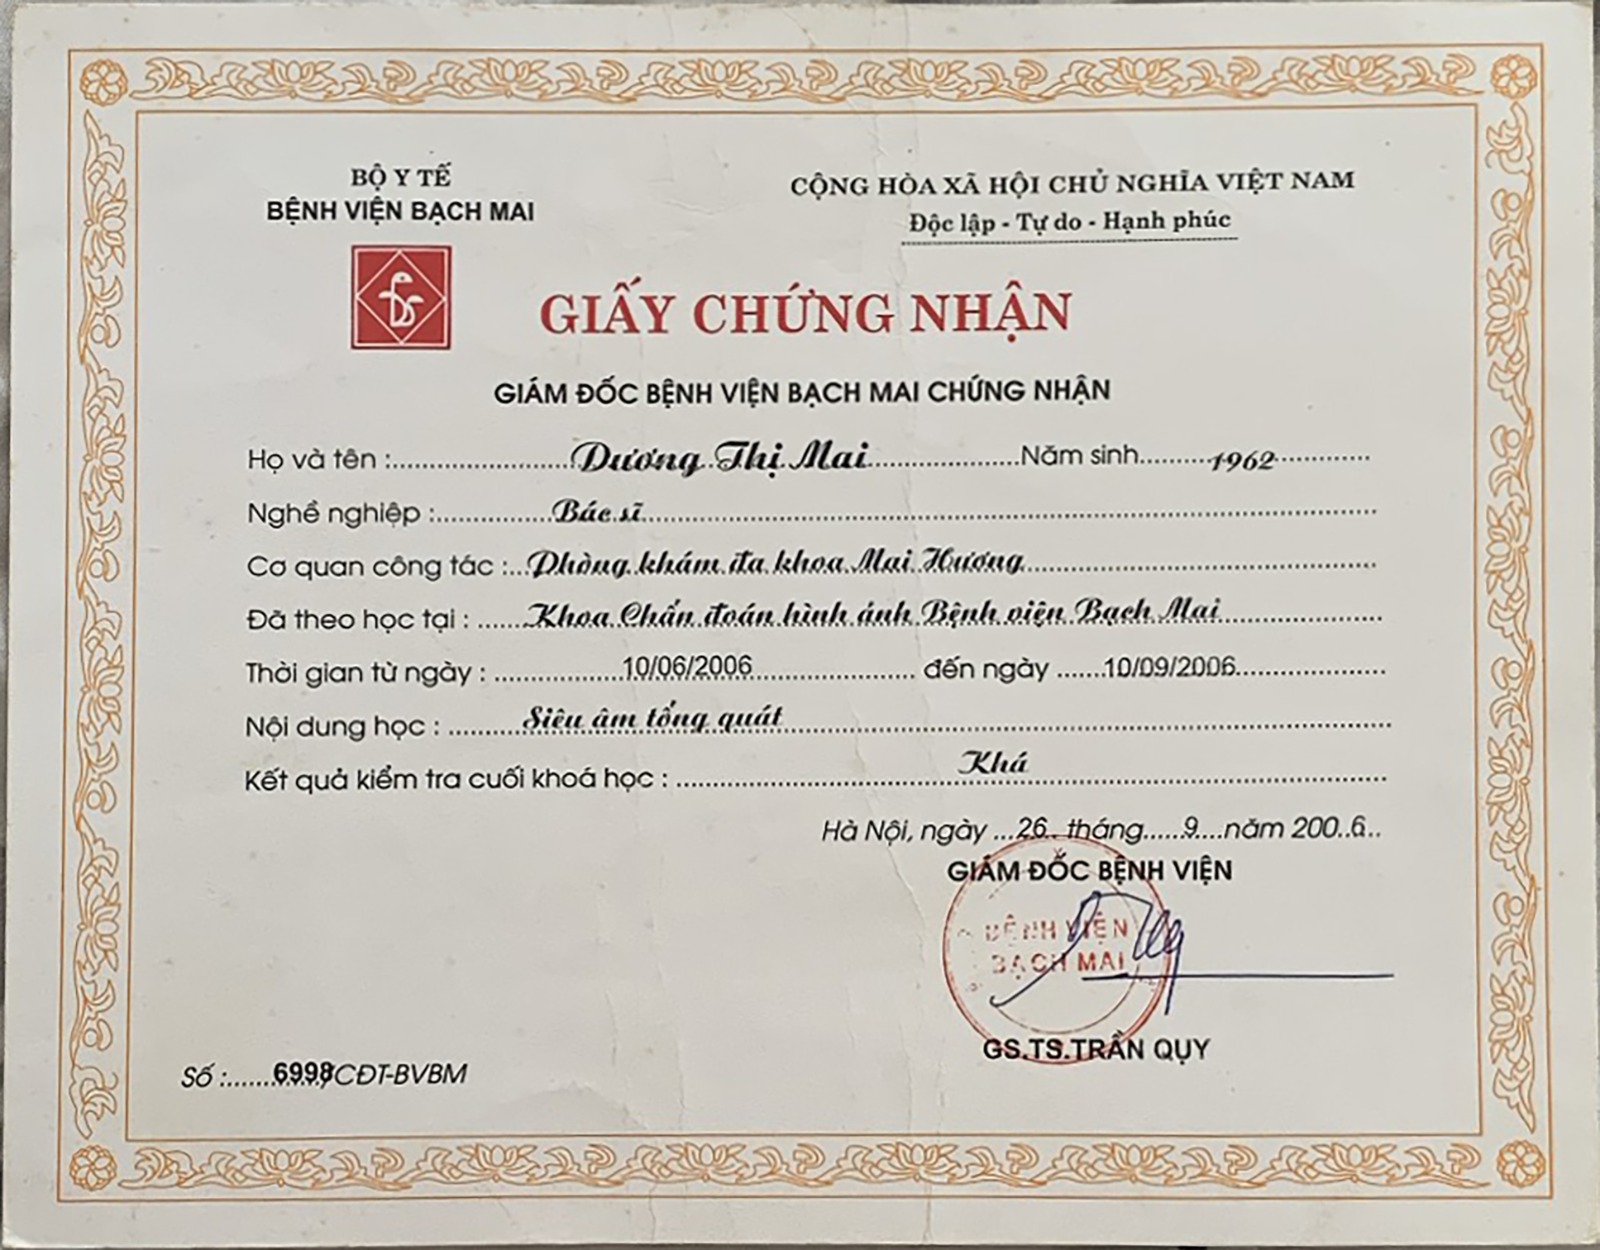 BỘ Y TẾ
BỆNH VIỆN BẠCH MAI
CỘNG HÒA XÃ HỘI CHỦ NGHĨA VIỆT NAM
Độc lập - Tự do - Hạnh phúc
GIẤY CHỨNG NHẬN
GIÁM ĐỐC BỆNH VIỆN BẠCH MAI CHỨNG NHẬN
Họ và tên : Dương Thị Mai Năm sinh 1962
Nghề nghiệp : Bác sĩ
Cơ quan công tác : Phòng khám đa khoa Mai Hương
Đã theo học tại : Khoa Chẩn đoán hình ảnh Bệnh viện Bạch Mai
Thời gian từ ngày : 10/06/2006 đến ngày 10/09/2006
Nội dung học : Siêu âm tổng quát
Kết quả kiểm tra cuối khoá học : Khá
Hà Nội, ngày 26 tháng 9 năm 2006
GIÁM ĐỐC BỆNH VIỆN
BỆNH VIỆN
BẠCH MAI
GS.TS.TRẦN QUỴ
Số : 6998/CĐT-BVBM